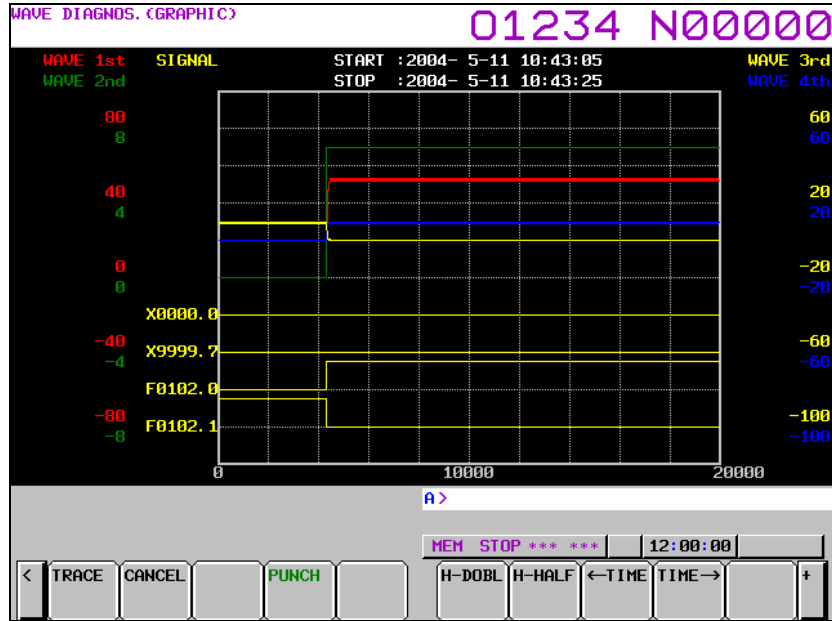 WAVE DIAGNOS.(GRAPHIC) O1234 N00000
WAVE 1st SIGNAL START :2004- 5-11 10:43:05 WAVE 3rd
WAVE 2nd STOP :2004- 5-11 10:43:25 WAVE 4th
80 60
8 60
40 20
4 20
0 -20
0 -20
X0000.0
-40 -60
X9999.7
-4 -60
F0102.0
-80 -100
F0102.1
-8 -100
0 10000 20000
A>
MEM STOP *** *** 12:00:00
< TRACE CANCEL PUNCH H-DOBL H-HALF ←TIME TIME→ +